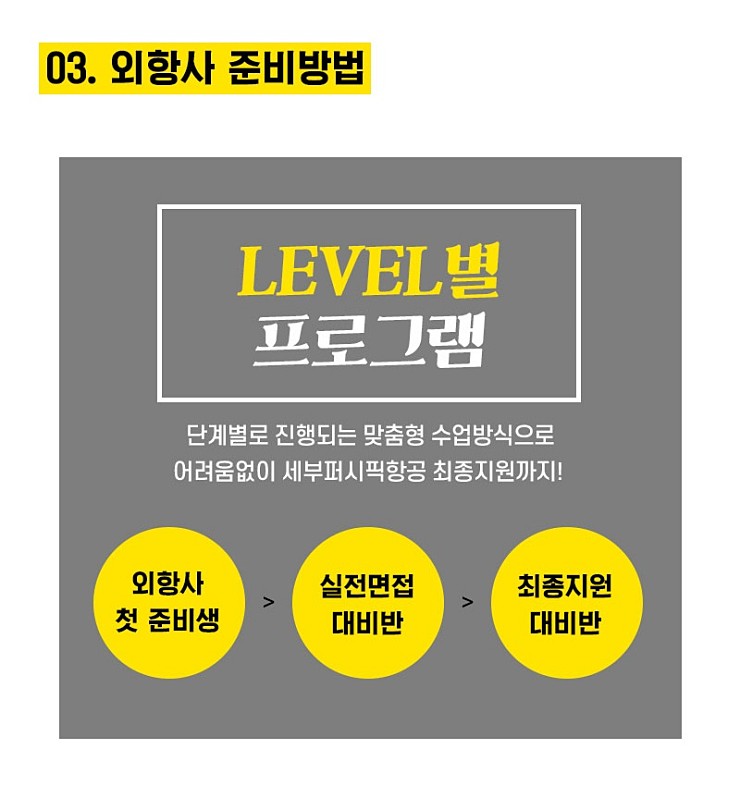 03. 외항사 준비방법
LEVEL별
프로그램
단계별로 진행되는 맞춤형 수업방식으로
어려움없이 세부퍼시픽항공 최종지원까지!
외항사
첫 준비생
>
실전면접
대비반
>
최종지원
대비반